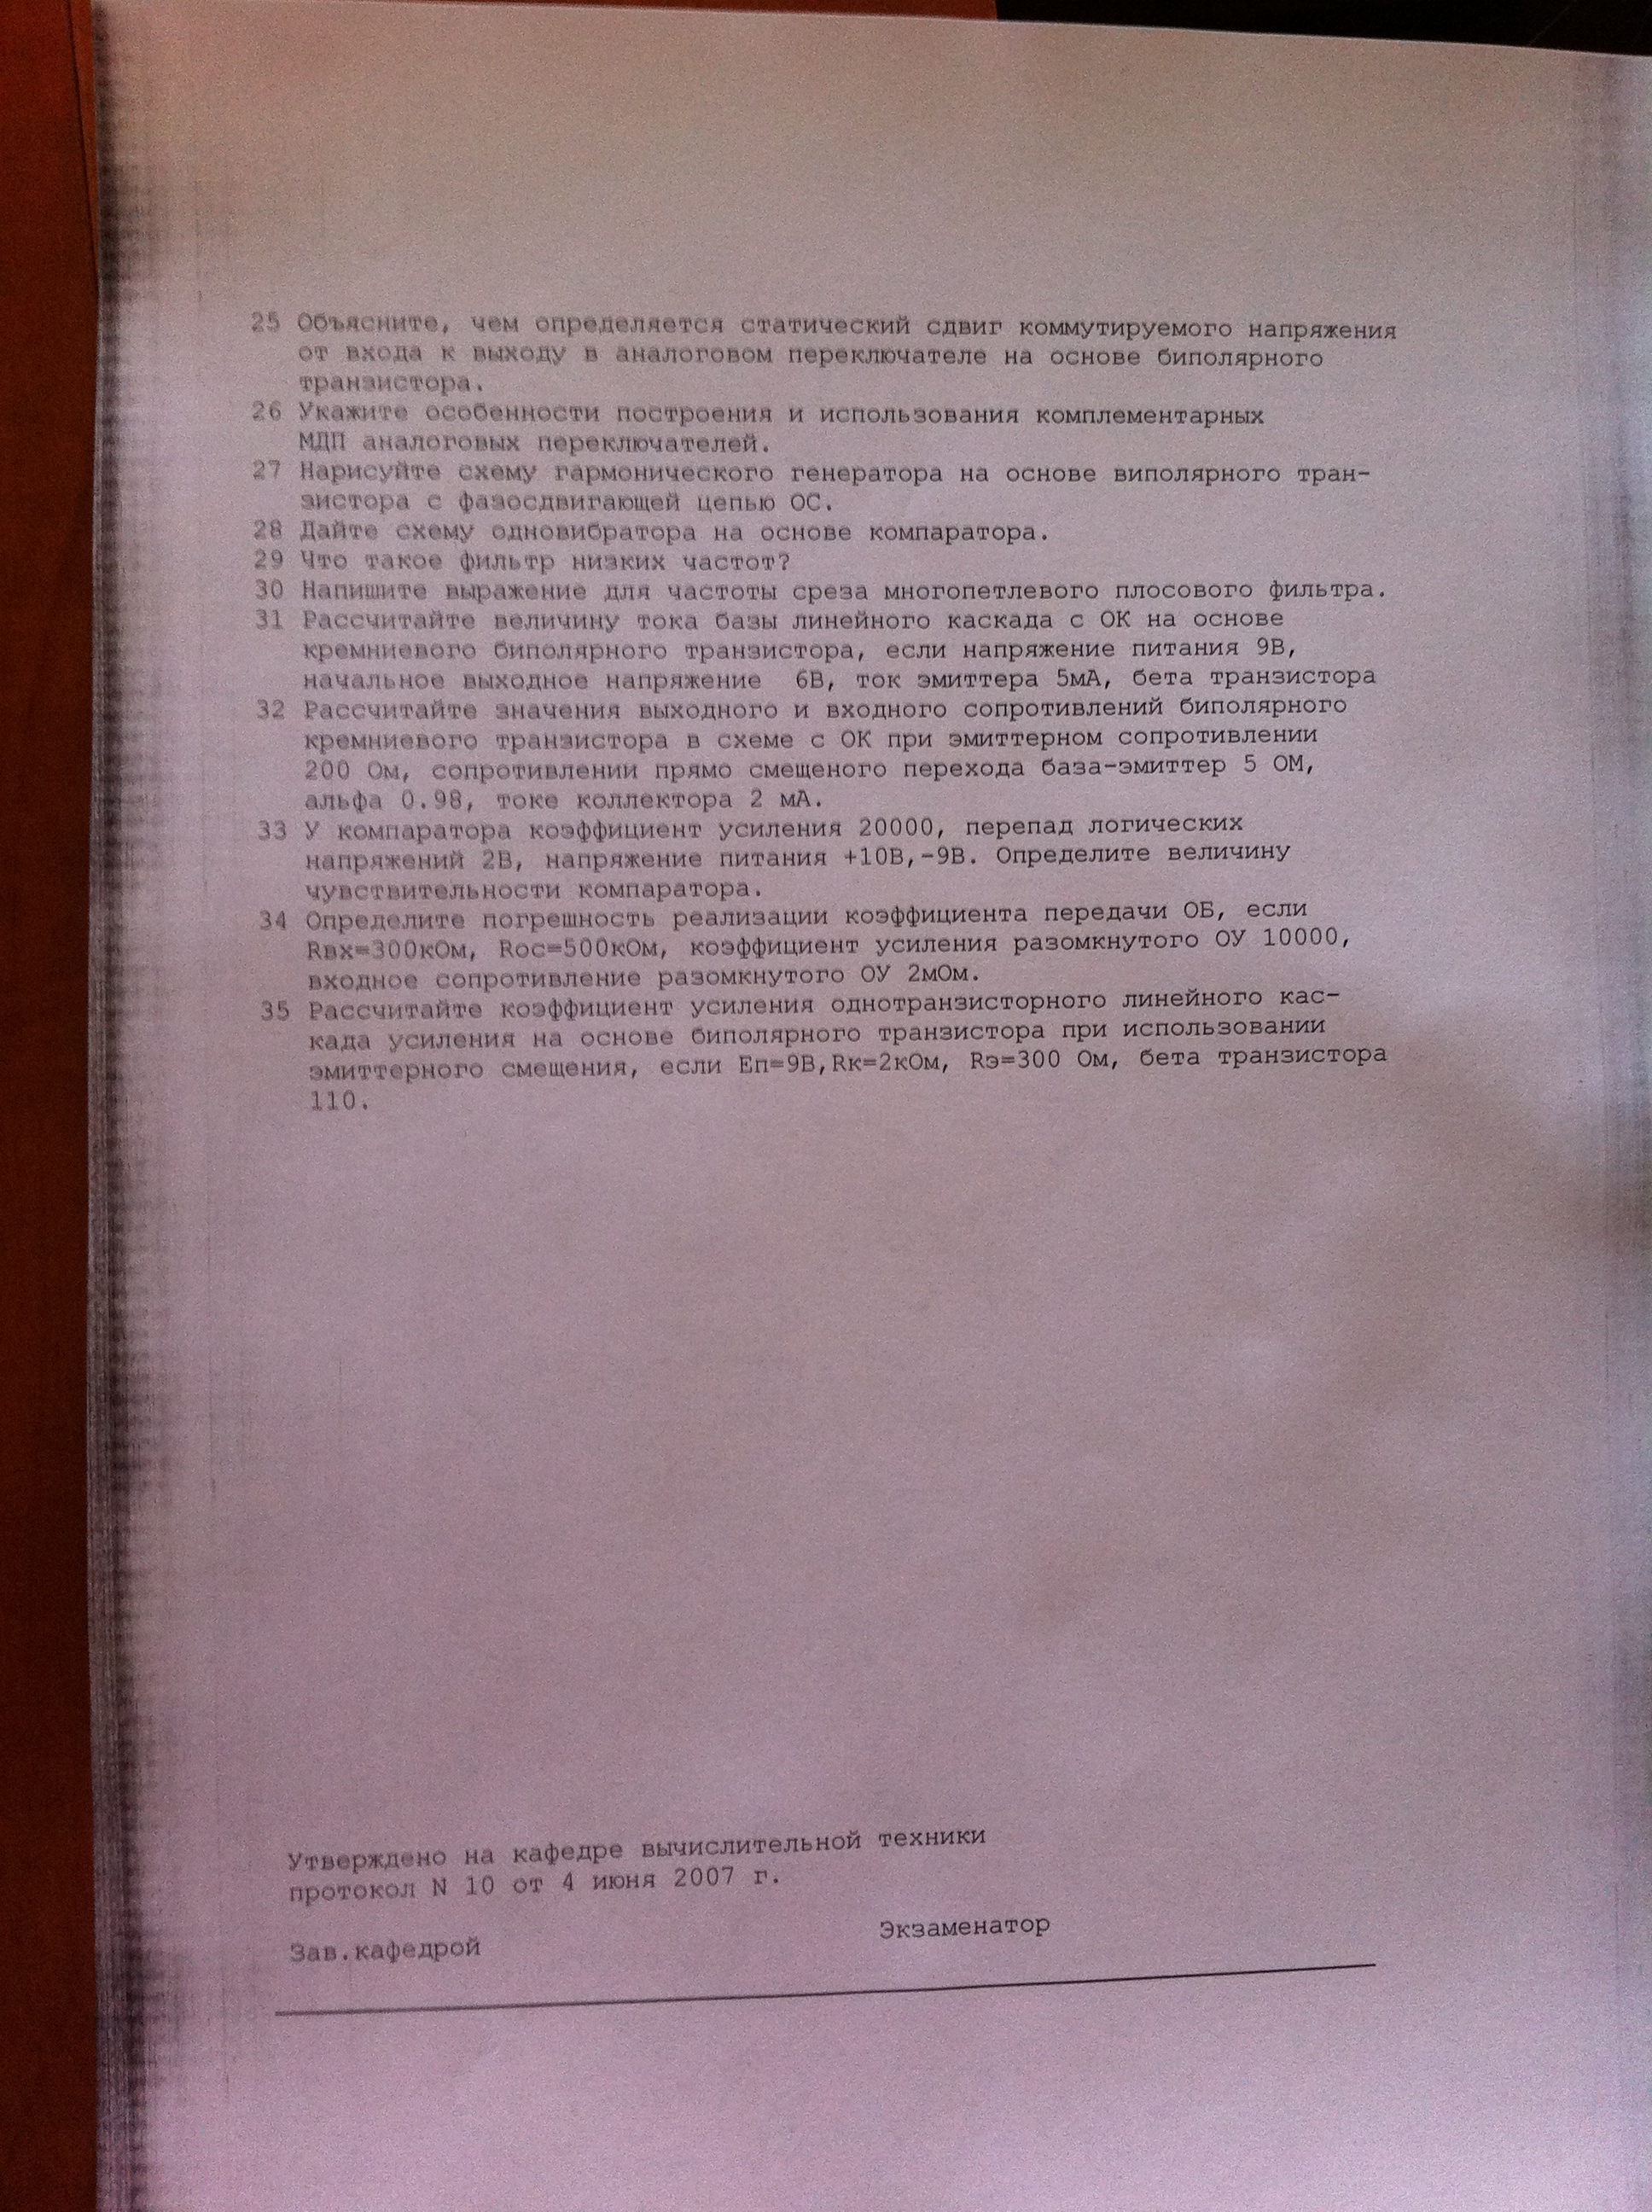 25 Объясните, чем определяется статический сдвиг коммутируемого напряжения
от входа к выходу в аналоговом переключателе на основе биполярного
транзистора.
26 Укажите особенности построения и использования комплементарных
МДП аналоговых переключателей.
27 Нарисуйте схему гармонического генератора на основе виполярного тран-
зистора с фазосдвигающей цепью ОС.
28 Дайте схему одновибратора на основе компаратора.
29 Что такое фильтр низких частот?
30 Напишите выражение для частоты среза многопетлевого плосового фильтра.
31 Рассчитайте величину тока базы линейного каскада с ОК на основе
кремниевого биполярного транзистора, если напряжение питания 9В,
начальное выходное напряжение 6В, ток эмиттера 5мА, бета транзистора
32 Рассчитайте значения выходного и входного сопротивлений биполярного
кремниевого транзистора в схеме с ОК при эмиттерном сопротивлении
200 Ом, сопротивлении прямо смещеного перехода база-эмиттер 5 ОМ,
альфа 0.98, токе коллектора 2 мА.
33 У компаратора коэффициент усиления 20000, перепад логических
напряжений 2В, напряжение питания +10В,-9В. Определите величину
чувствительности компаратора.
34 Определите погрешность реализации коэффициента передачи ОБ, если
Rвх=300кОм, Rос=500кОм, коэффициент усиления разомкнутого ОУ 10000,
входное сопротивление разомкнутого ОУ 2мОм.
35 Рассчитайте коэффициент усиления однотранзисторного линейного кас-
када усиления на основе биполярного транзистора при использовании
эмиттерного смещения, если Еп=9В,Rк=2кОм, Rэ=300 Ом, бета транзистора
110.
Утверждено на кафедре вычислительной техники
протокол N 10 от 4 июня 2007 г.
Экзаменатор
Зав.кафедрой